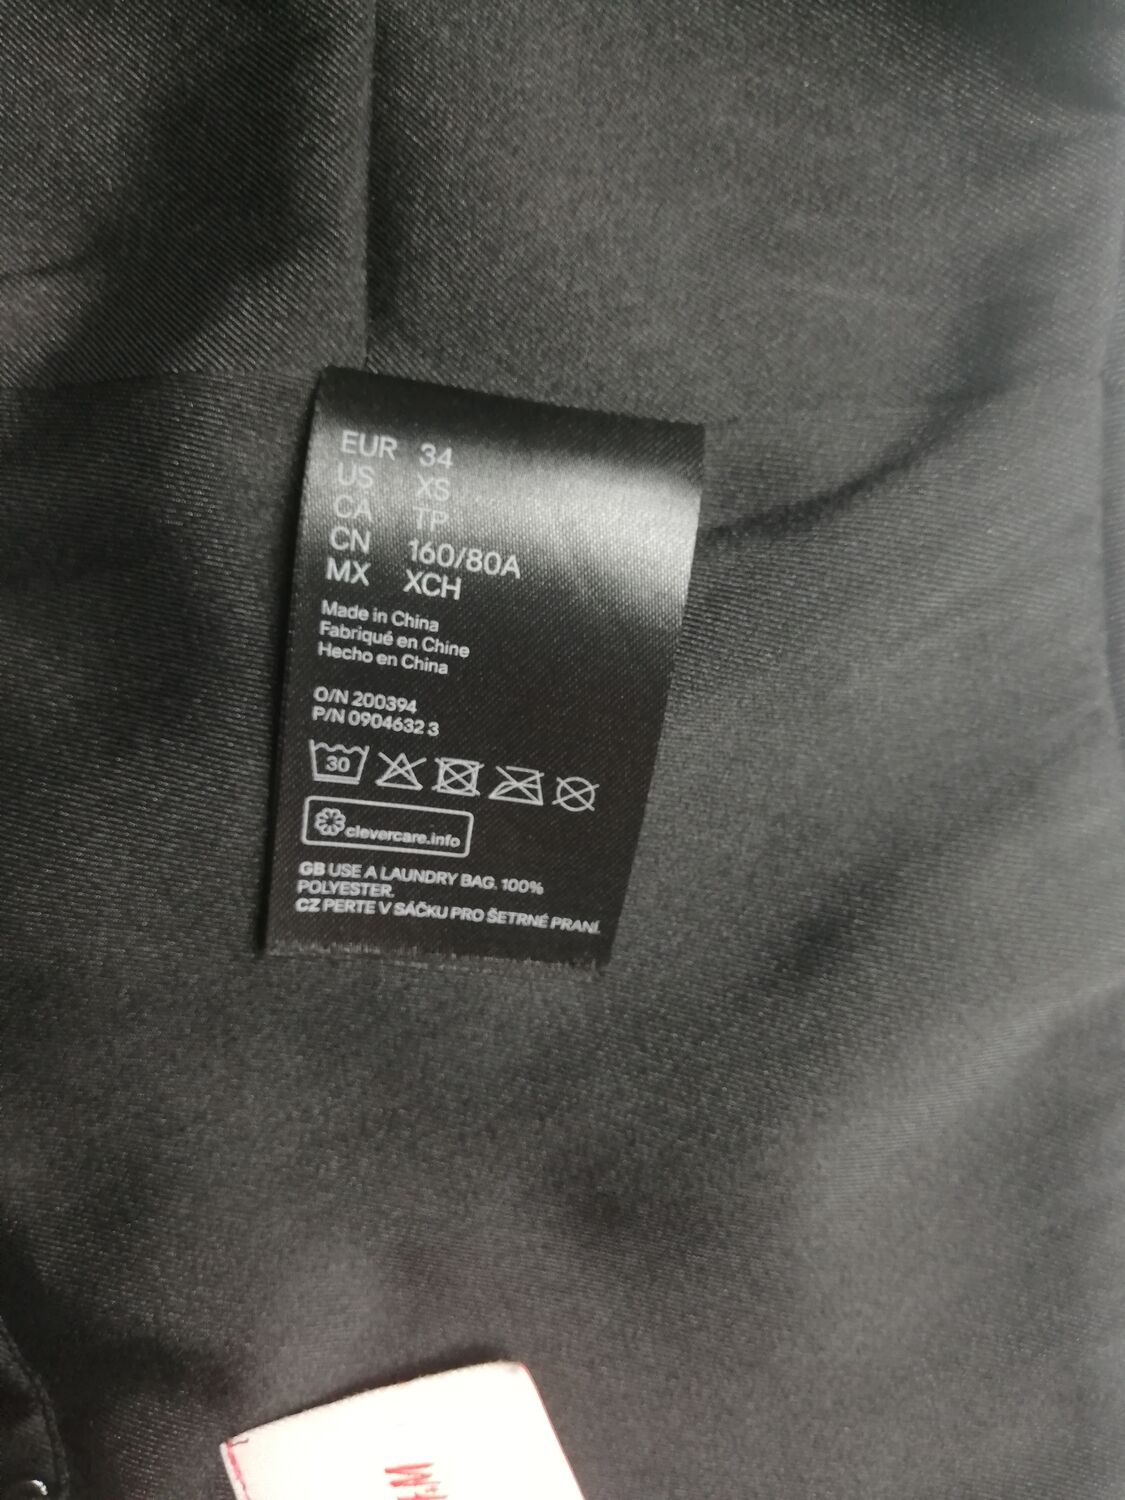 EUR 34
US XS
CA TP
CN 160/80A
MX XCH
Made in China
Fabriqué en Chine
Hecho en China
O/N 200394
P/N 0904632 3
30
clevercare.info
GB USE A LAUNDRY BAG. 100%
POLYESTER.
CZ PERTE V SÁČKU PRO ŠETRNÉ PRANÍ.